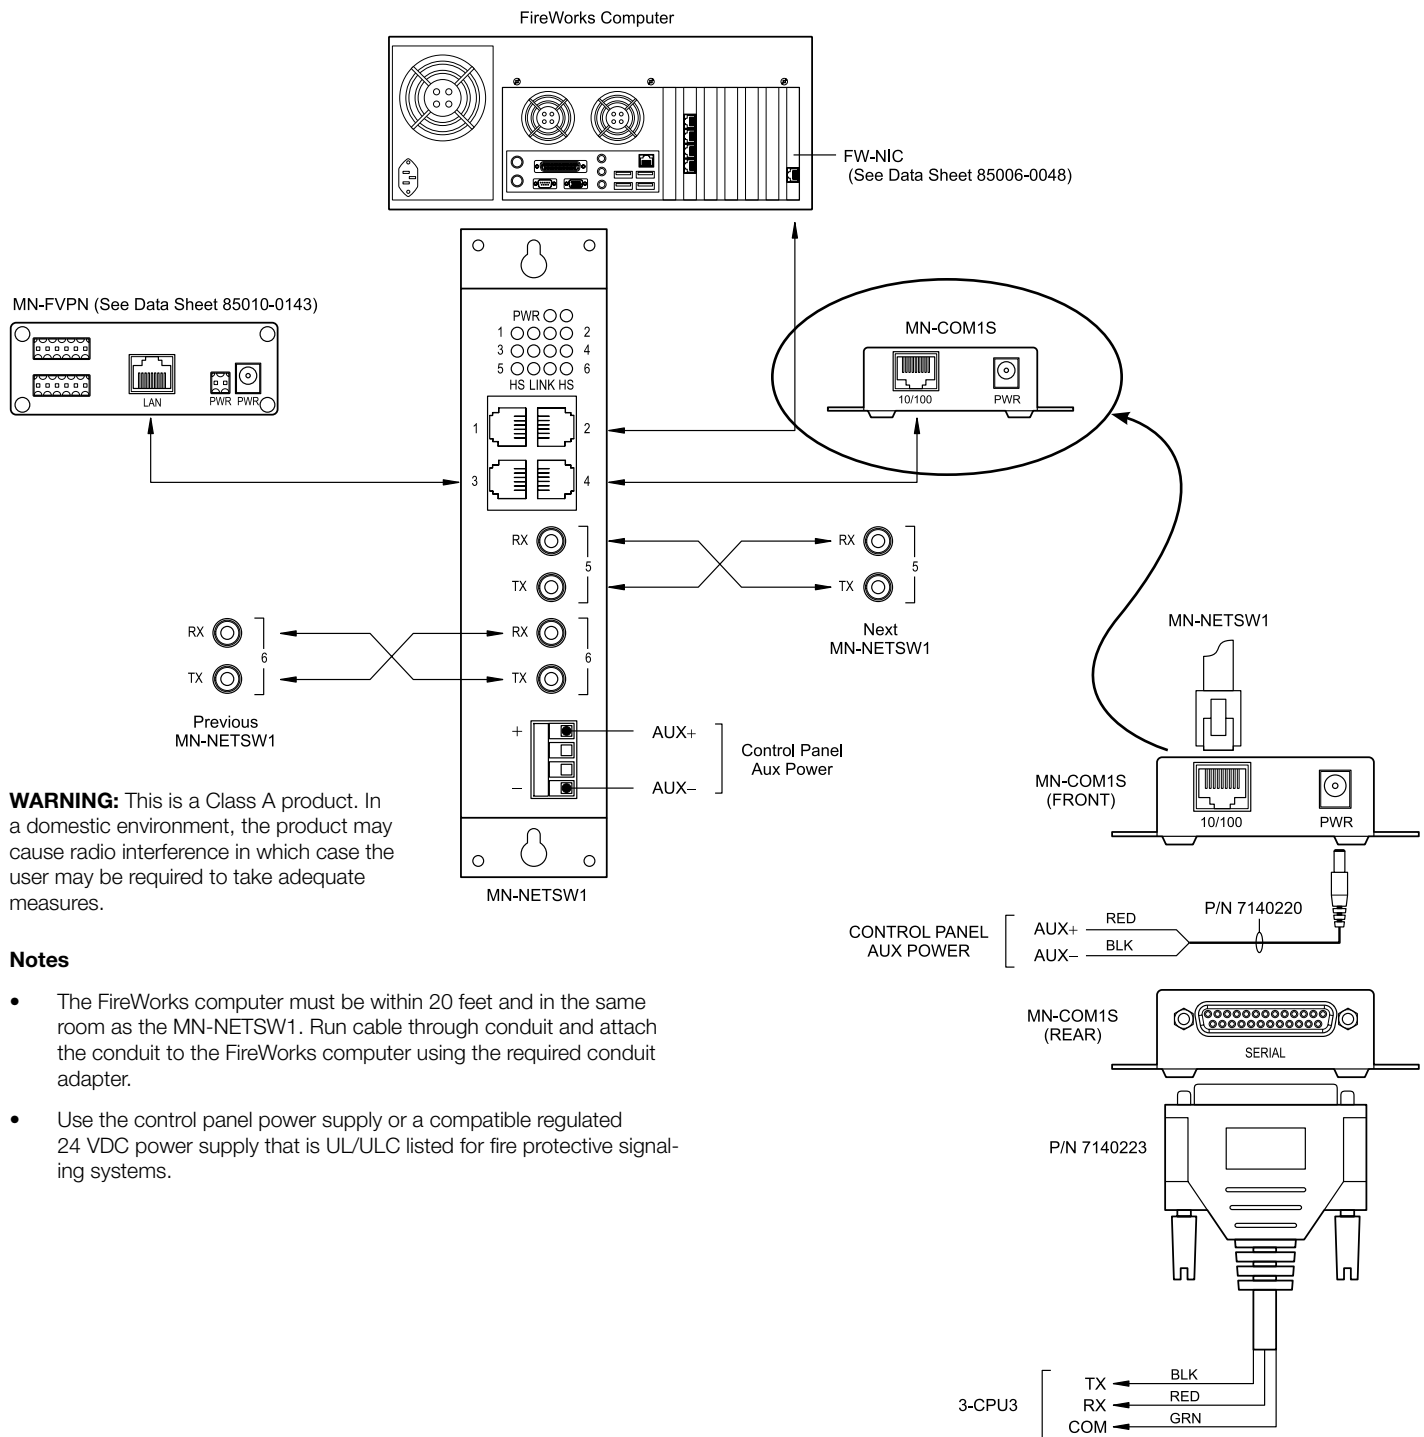 FireWorks Computer
FW-NIC
(See Data Sheet 85006-0048)
MN-FVPN (See Data Sheet 85010-0143)
LAN
PWR PWR
PWR
1 2
3 4
5 6
HS LINK HS
1 2
3 4
MN-COM1S
10/100 PWR
RX
TX
5
RX
TX
5
Next
MN-NETSW1
RX
TX
6
RX
TX
6
Previous
MN-NETSW1
+ AUX+
– AUX–
Control Panel
Aux Power
MN-NETSW1
WARNING: This is a Class A product. In
a domestic environment, the product may
cause radio interference in which case the
user may be required to take adequate
measures.
Notes
• The FireWorks computer must be within 20 feet and in the same
room as the MN-NETSW1. Run cable through conduit and attach
the conduit to the FireWorks computer using the required conduit
adapter.
• Use the control panel power supply or a compatible regulated
24 VDC power supply that is UL/ULC listed for fire protective signal-
ing systems.
MN-NETSW1
MN-COM1S
(FRONT)
10/100 PWR
P/N 7140220
CONTROL PANEL
AUX POWER
AUX+ RED
AUX– BLK
MN-COM1S
(REAR)
SERIAL
P/N 7140223
3-CPU3
TX BLK
RX RED
COM GRN